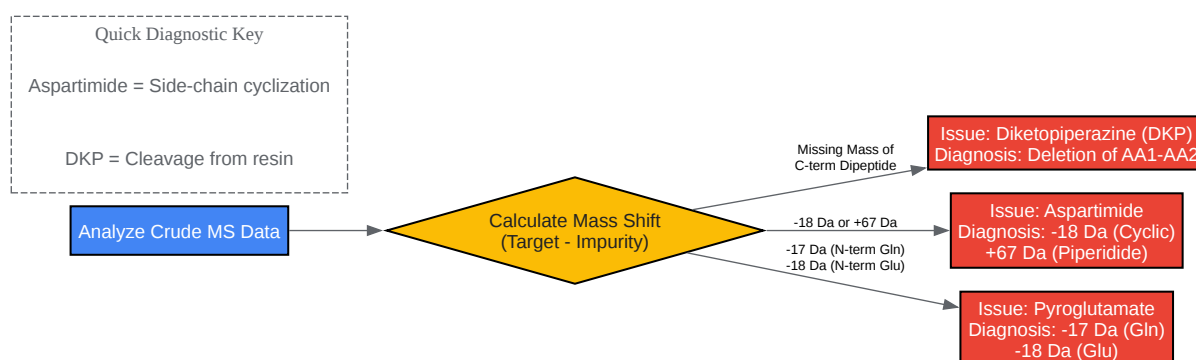 Quick Diagnostic Key
Aspartimide = Side-chain cyclization
DKP = Cleavage from resin
Analyze Crude MS Data
Calculate Mass Shift
(Target - Impurity)
Missing Mass of
C-term Dipeptide
-18 Da or +67 Da
-17 Da (N-term Gln)
-18 Da (N-term Glu)
Issue: Diketopiperazine (DKP)
Diagnosis: Deletion of AA1-AA2
Issue: Aspartimide
Diagnosis: -18 Da (Cyclic)
+67 Da (Piperidide)
Issue: Pyroglutamate
Diagnosis: -17 Da (Gln)
-18 Da (Glu)